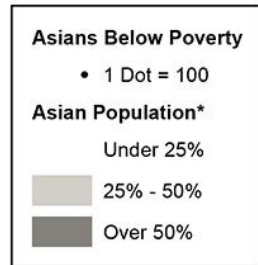 Asians Below Poverty
• 1 Dot = 100
Asian Population*
Under 25%
25% - 50%
Over 50%